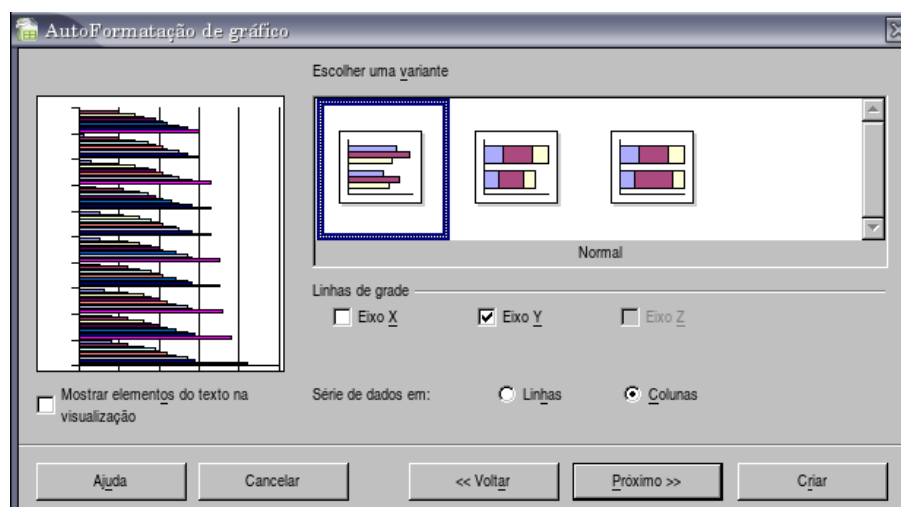 AutoFormatação de gráfico
Escolher uma variante
Normal
Linhas de grade
Eixo X Eixo Y Eixo Z
Mostrar elementos do texto na
visualização
Série de dados em: Linhas Colunas
Ajuda Cancelar << Voltar Próximo >> Criar